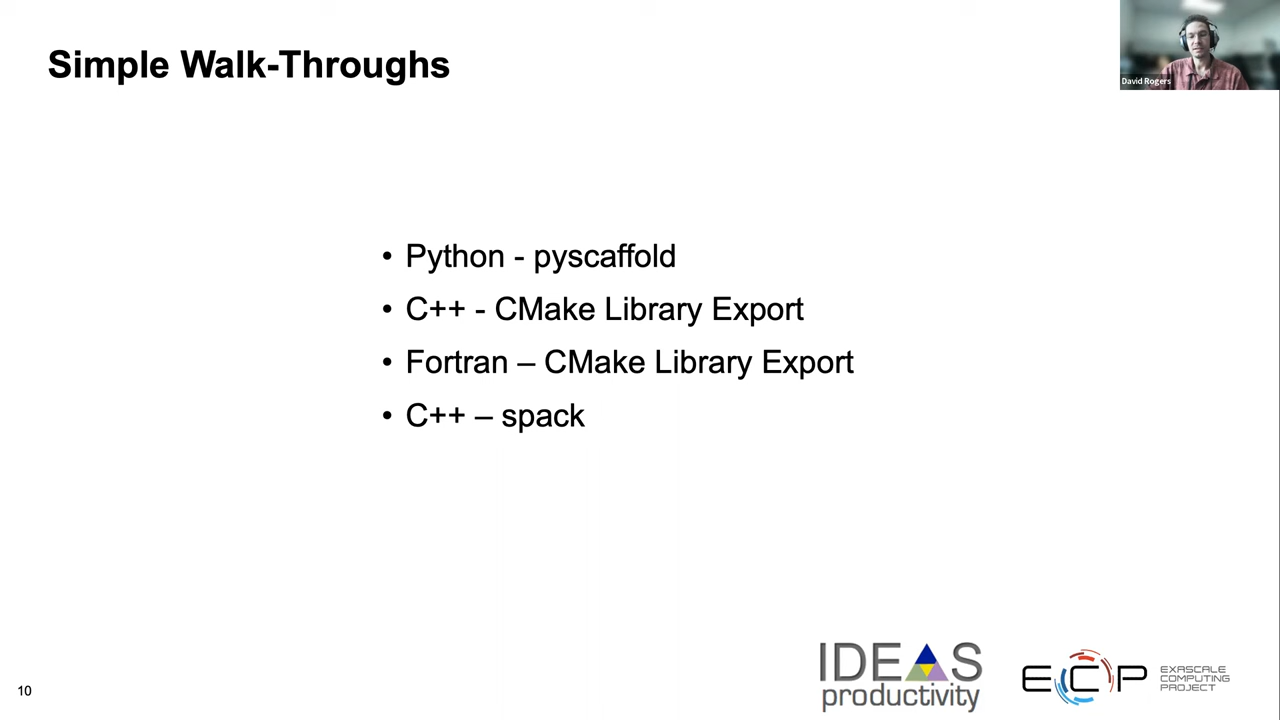 Simple Walk-Throughs
David Rogers
• Python - pyscaffold
• C++ - CMake Library Export
• Fortran – CMake Library Export
• C++ – spack
10
IDEAS
productivity
ECP
EXASCALE
COMPUTING
PROJECT